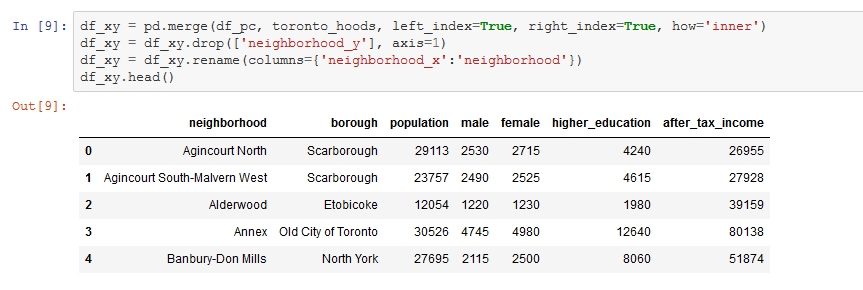 In [9]: df_xy = pd.merge(df_pc, toronto_hoods, left_index=True, right_index=True, how='inner')
df_xy = df_xy.drop(['neighborhood_y'], axis=1)
df_xy = df_xy.rename(columns={'neighborhood_x':'neighborhood'})
df_xy.head()
Out[9]:
neighborhood borough population male female higher_education after_tax_income
0 Agincourt North Scarborough 29113 2530 2715 4240 26955
1 Agincourt South-Malvern West Scarborough 23757 2490 2525 4615 27928
2 Alderwood Etobicoke 12054 1220 1230 1980 39159
3 Annex Old City of Toronto 30526 4745 4980 12640 80138
4 Banbury-Don Mills North York 27695 2115 2500 8060 51874